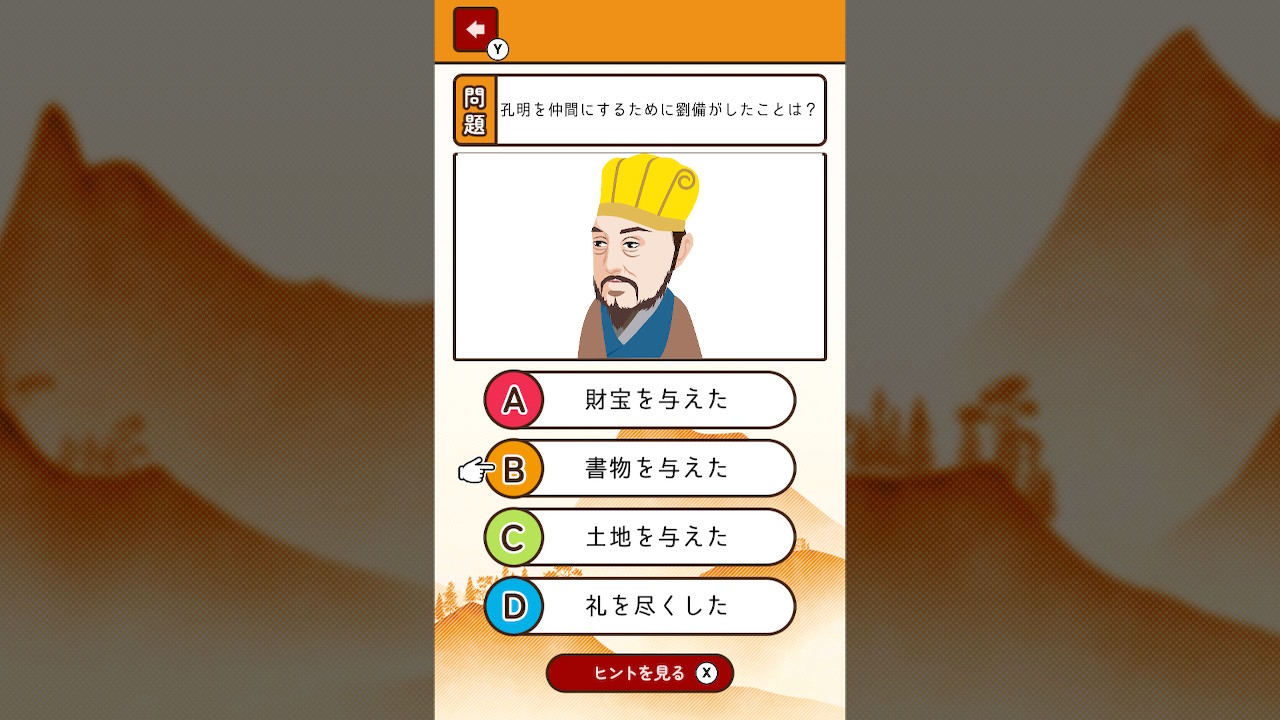 Y
問題
孔明を仲間にするために劉備がしたことは？
A 財宝を与えた
B 書物を与えた
C 土地を与えた
D 礼を尽くした
ヒントを見る X